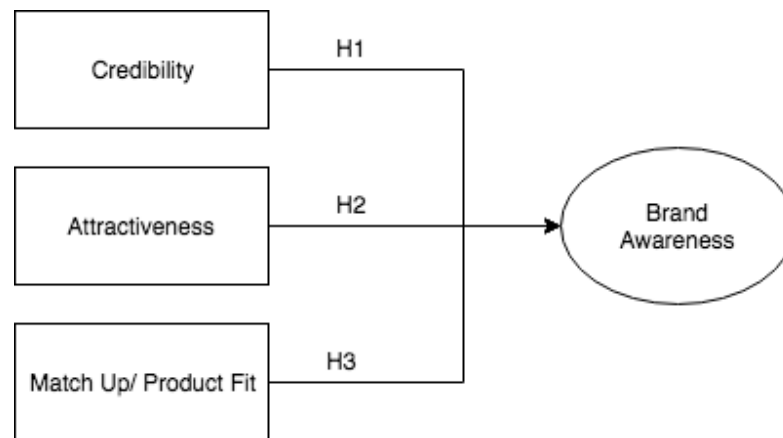 Credibility
H1
Attractiveness
H2
Match Up/ Product Fit
H3
Brand
Awareness